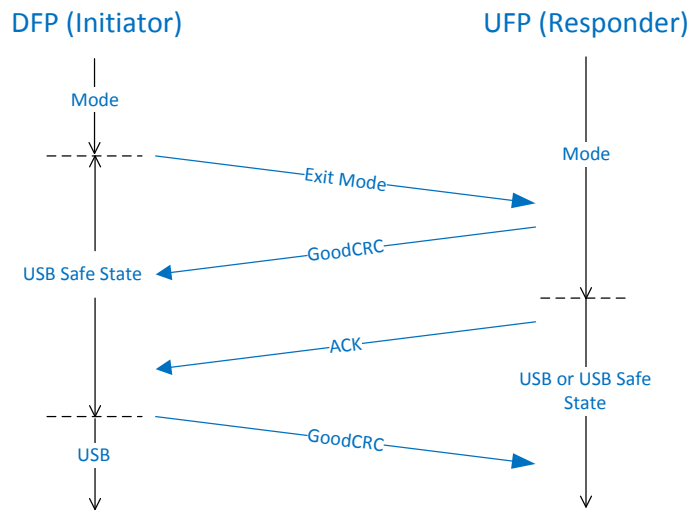 DFP (Initiator)
UFP (Responder)
Mode
Mode
Exit Mode
GoodCRC
USB Safe State
ACK
USB or USB Safe
State
GoodCRC
USB